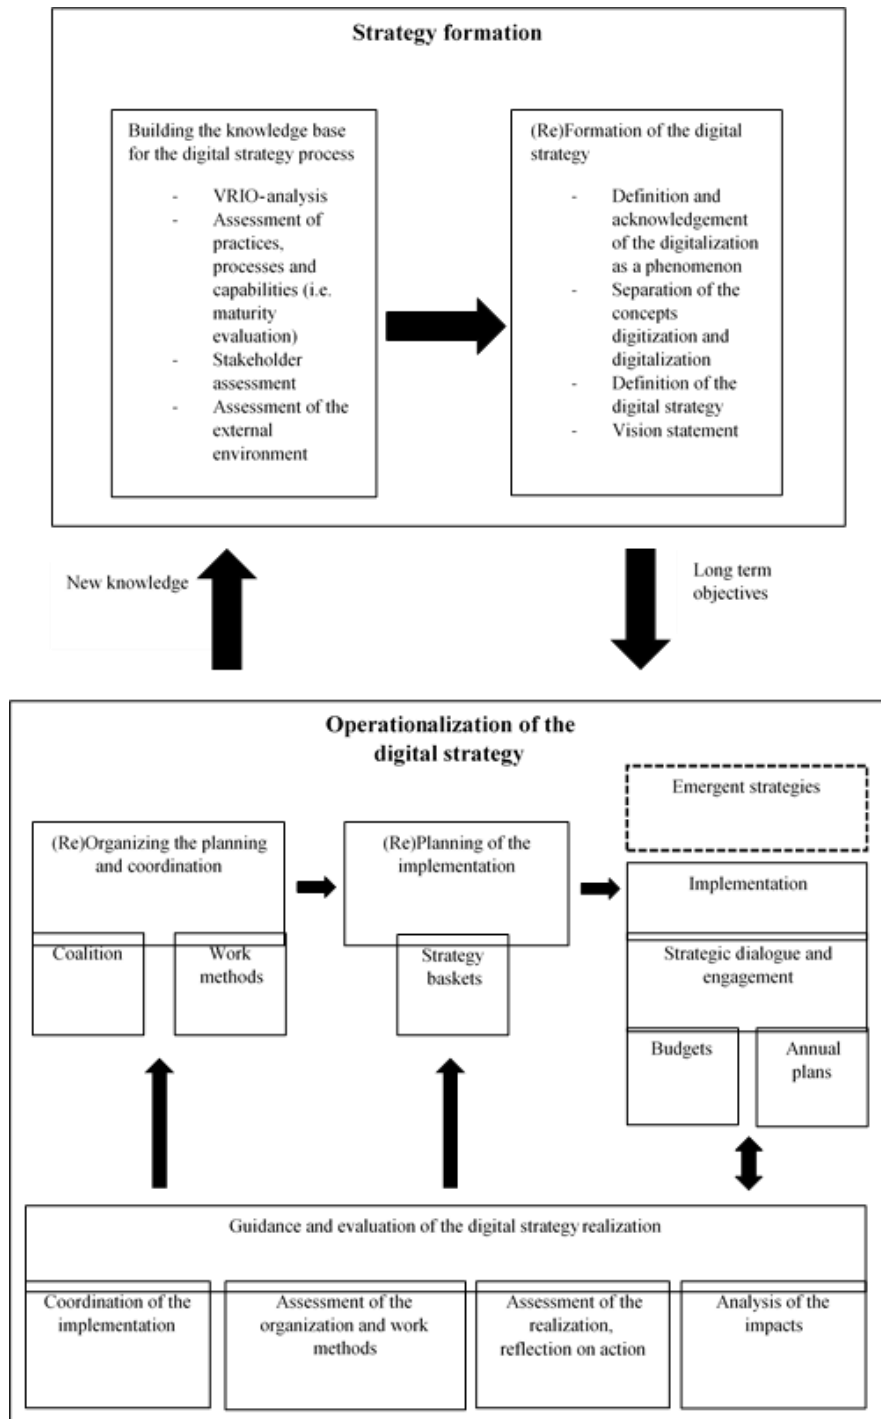 Strategy formation
Building the knowledge base
for the digital strategy process
- VRIO-analysis
- Assessment of
practices,
processes and
capabilities (i.e.
maturity
evaluation)
- Stakeholder
assessment
- Assessment of the
external
environment
(Re)Formation of the digital
strategy
- Definition and
acknowledgement
of the digitalization
as a phenomenon
- Separation of the
concepts
digitization and
digitalization
- Definition of the
digital strategy
- Vision statement
New knowledge
Long term
objectives
Operationalization of the
digital strategy
(Re)Organizing the planning
and coordination
Coalition
Work
methods
(Re)Planning of the
implementation
Strategy
baskets
Emergent strategies
Implementation
Strategic dialogue and
engagement
Budgets
Annual
plans
Guidance and evaluation of the digital strategy realization
Coordination of the
implementation
Assessment of the
organization and work
methods
Assessment of the
realization,
reflection on action
Analysis of the
impacts